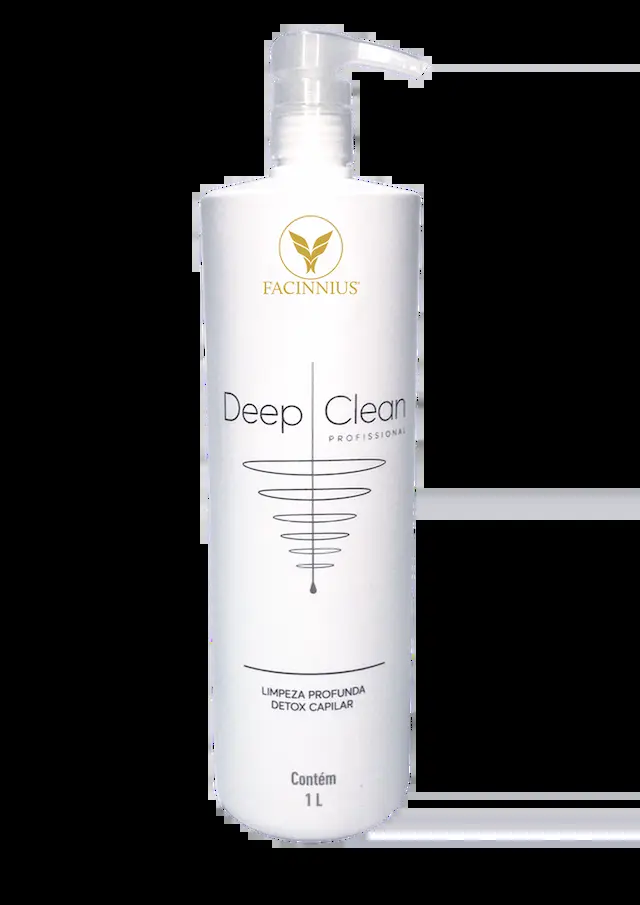 FACINNIUS
Deep Clean
PROFISSIONAL
LIMPEZA PROFUNDA
DETOX CAPILAR
Contém
1 L